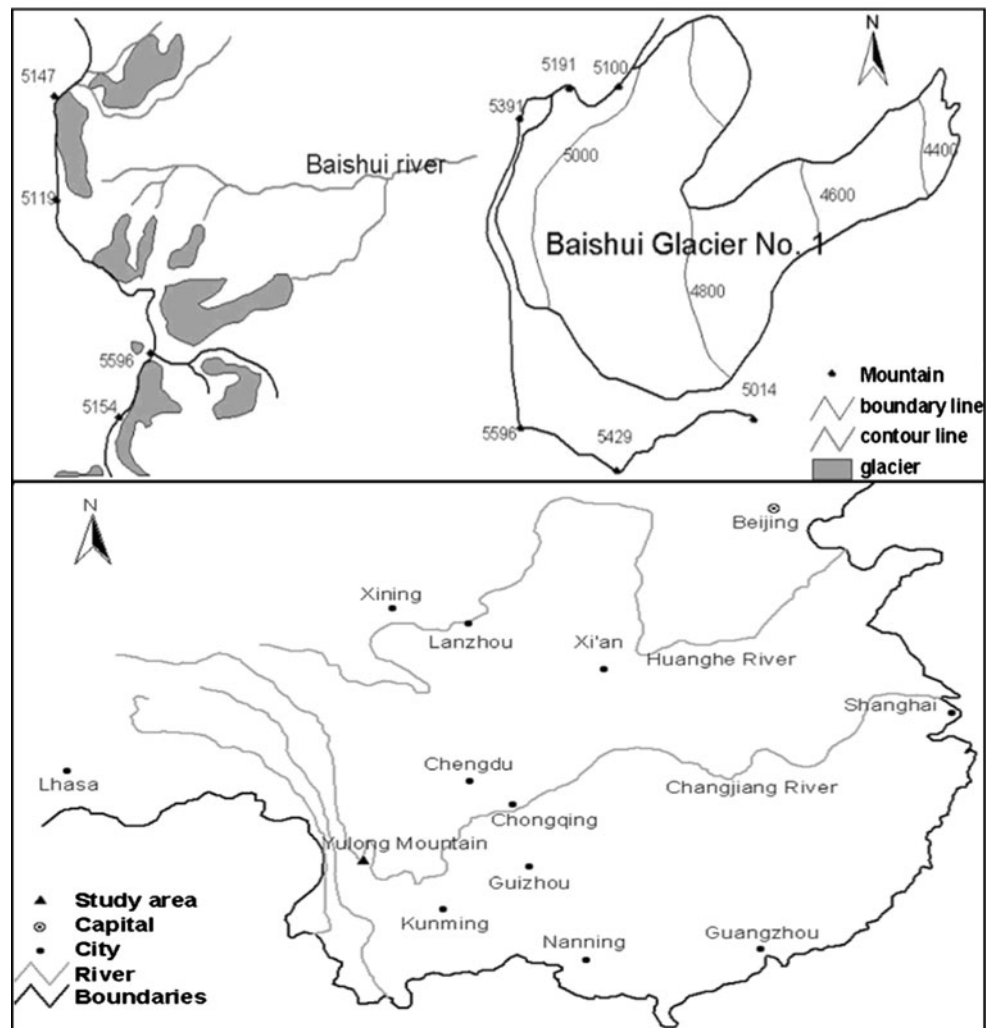 5147
5119
5596
5154
Baishui river
N
5191
5100
5391
5000
4400
4600
Baishui Glacier No. 1
4800
5014
5596
5429
Mountain
boundary line
contour line
glacier
N
Beijing
Xining
Lanzhou
Xi'an
Huanghe River
Shanghai
Lhasa
Chengdu
Changjiang River
Chongqing
Yulong Mountain
Guizhou
Kunming
Nanning
Guangzhou
Study area
Capital
City
River
Boundaries